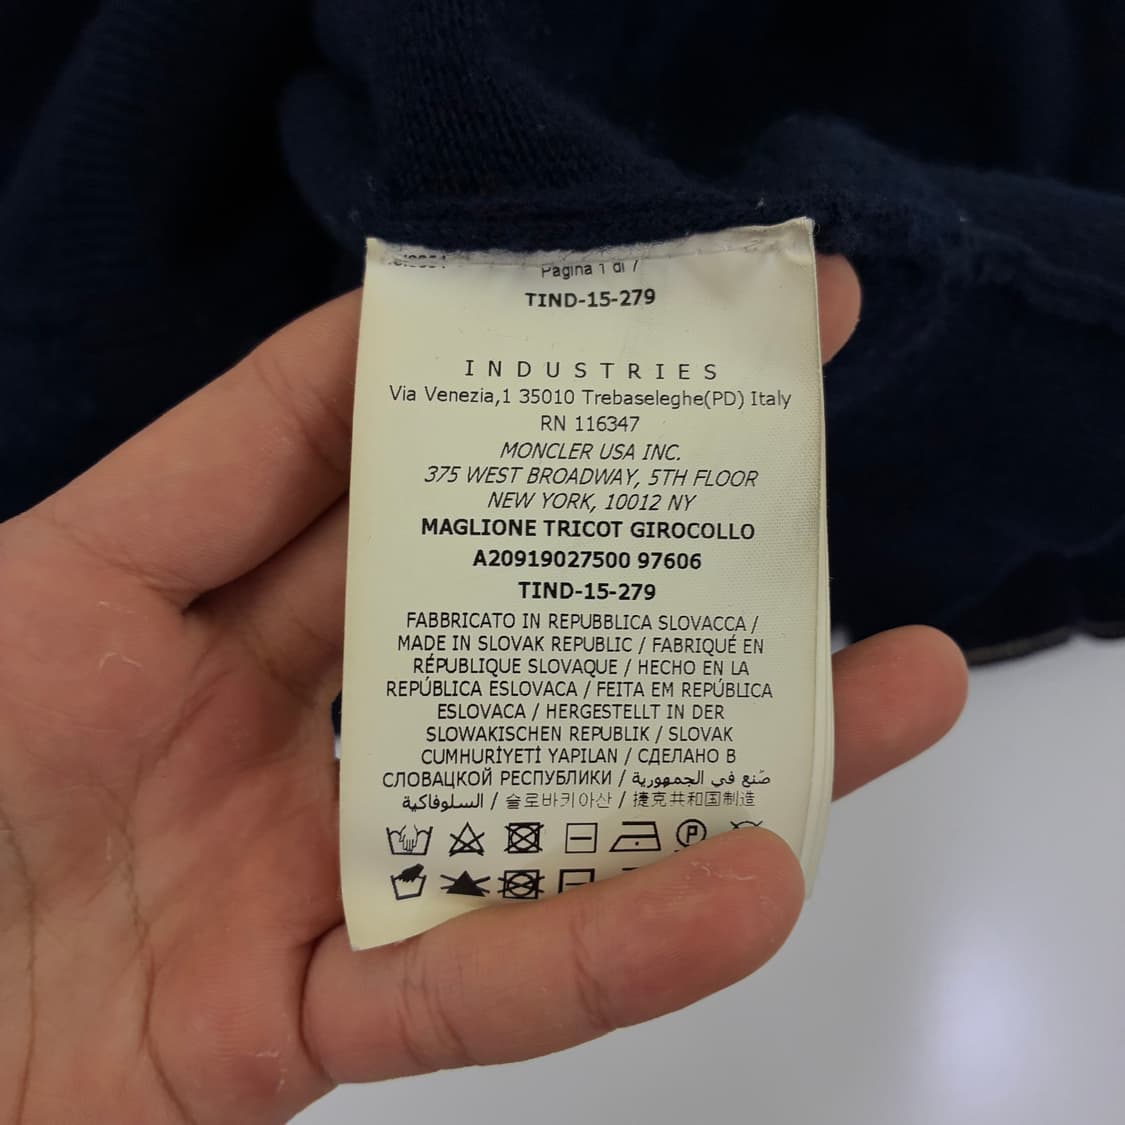 Pagina 1 di 7
TIND-15-279
INDUSTRIES
Via Venezia,1 35010 Trebaseleghe(PD) Italy
RN 116347
MONCLER USA INC.
375 WEST BROADWAY, 5TH FLOOR
NEW YORK, 10012 NY
MAGLIONE TRICOT GIROCOLLO
A20919027500 97606
TIND-15-279
FABBRICATO IN REPUBBLICA SLOVACCA /
MADE IN SLOVAK REPUBLIC / FABRIQUÉ EN
RÉPUBLIQUE SLOVAQUE / HECHO EN LA
REPÚBLICA ESLOVACA / FEITA EM REPÚBLICA
ESLOVACA / HERGESTELLT IN DER
SLOWAKISCHEN REPUBLIK / SLOVAK
CUMHURİYETİ YAPILAN / СДЕЛАНО В
СЛОВАЦКОЙ РЕСПУБЛИКИ / صنع في الجمهورية
السلوفاكية / 슬로바키아산 / 捷克共和国制造
P